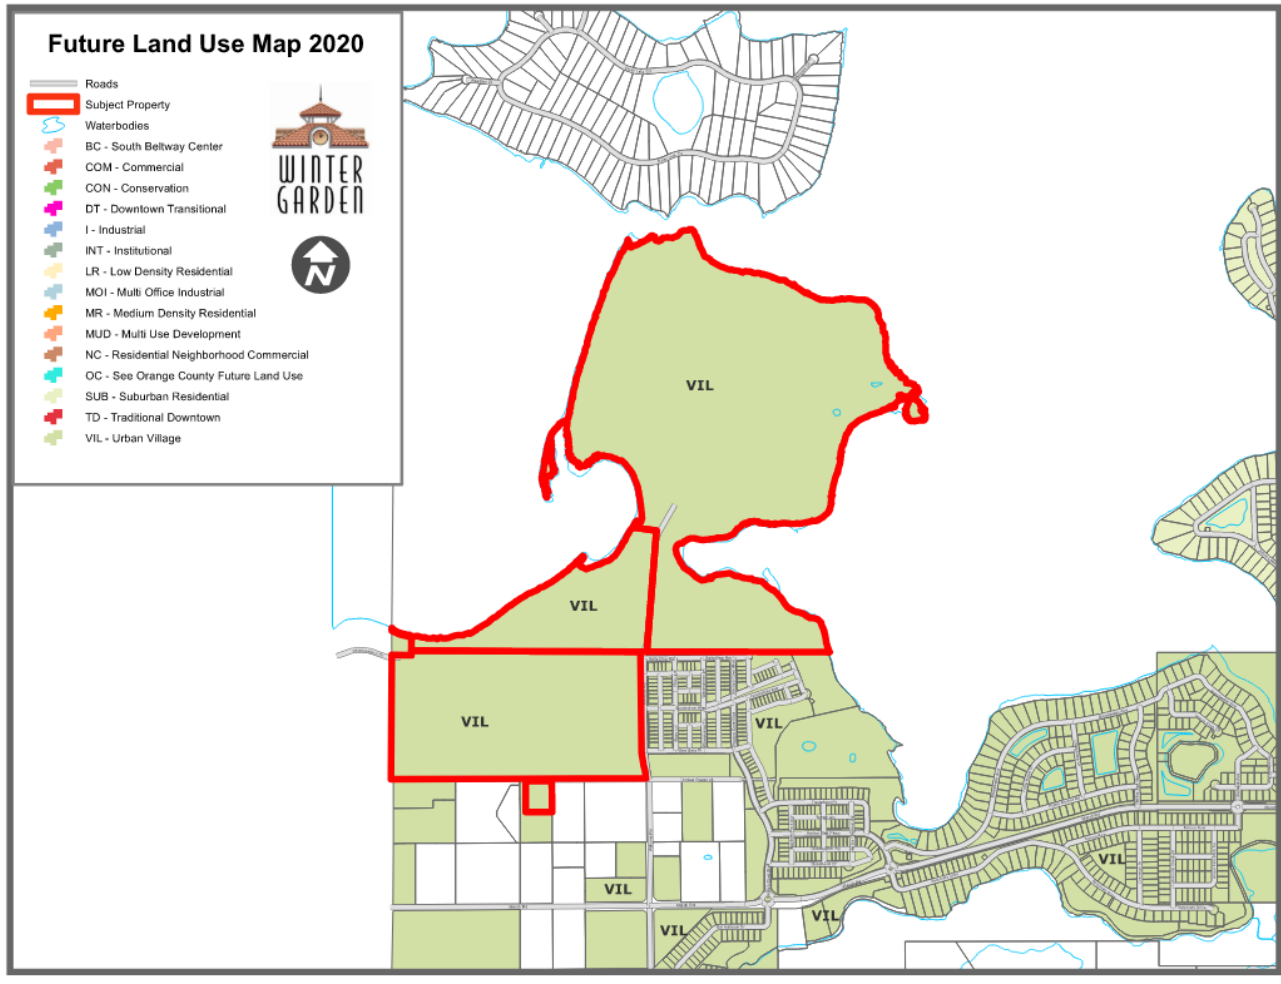 Future Land Use Map 2020
Roads
Subject Property
Waterbodies
BC - South Beltway Center
COM - Commercial
CON - Conservation
DT - Downtown Transitional
I - Industrial
INT - Institutional
LR - Low Density Residential
MOI - Multi Office Industrial
MR - Medium Density Residential
MUD - Multi Use Development
NC - Residential Neighborhood Commercial
OC - See Orange County Future Land Use
SUB - Suburban Residential
TD - Traditional Downtown
VIL - Urban Village
WINTER
GARDEN
N
VIL
VIL
VIL
VIL
VIL
VIL
VIL
VIL